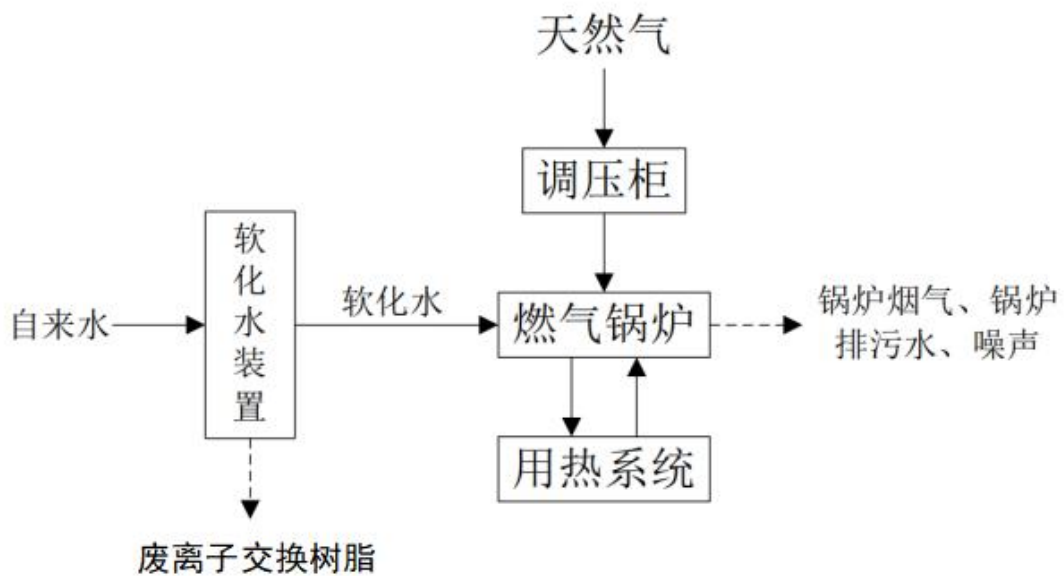 天然气
调压柜
软化水装置
自来水
软化水
燃气锅炉
锅炉烟气、锅炉
排污水、噪声
用热系统
废离子交换树脂